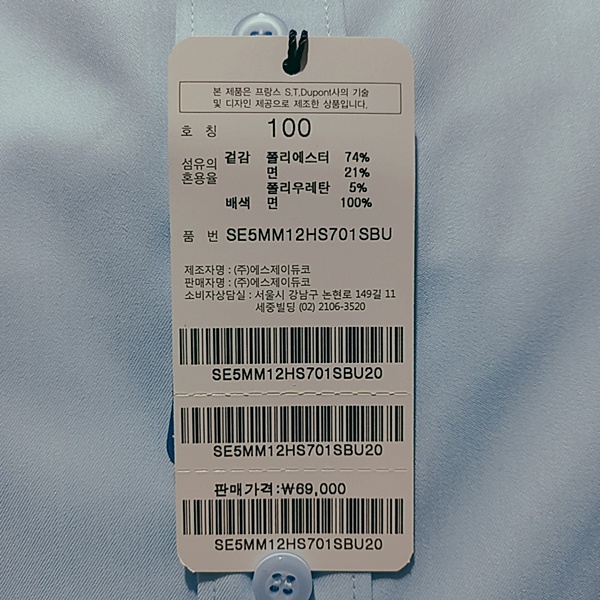 본 제품은 프랑스 S.T.Dupont사의 기술
및 디자인 제공으로 제조한 상품입니다.
호 칭 100
섬유의 혼용율
겉감 폴리에스터 74%
면 21%
폴리우레탄 5%
배색 면 100%
품 번 SE5MM12HS701SBU
제조자명 : (주)에스제이듀코
판매자명 : (주)에스제이듀코
소비자상담실 : 서울시 강남구 논현로 149길 11
세중빌딩 (02) 2106-3520
SE5MM12HS701SBU20
SE5MM12HS701SBU20
판매가격:₩69,000
SE5MM12HS701SBU20